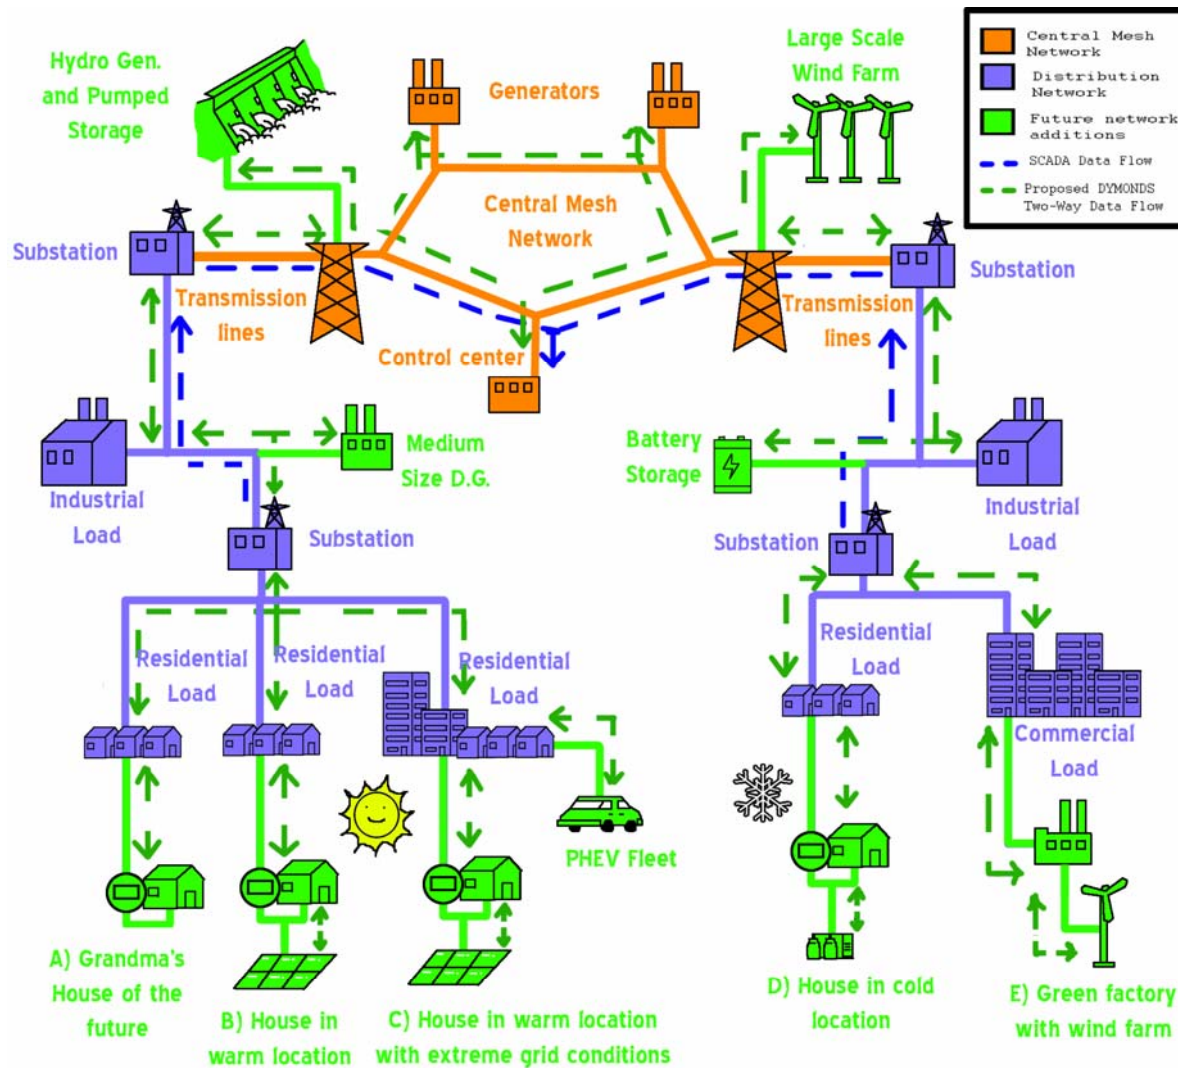 Hydro Gen.
and Pumped
Storage
Generators
Large Scale
Wind Farm
Central Mesh
Network
Distribution
Network
Future network
additions
SCADA Data Flow
Proposed DYMONDS
Two-Way Data Flow
Central Mesh
Network
Substation
Substation
Transmission
lines
Transmission
lines
Control center
Industrial
Load
Medium
Size D.G.
Battery
Storage
Industrial
Load
Substation
Substation
Residential
Load
Residential
Load
Residential
Load
Residential
Load
Commercial
Load
PHEV Fleet
A) Grandma's
House of the
future
B) House in
warm location
C) House in warm location
with extreme grid conditions
D) House in cold
location
E) Green factory
with wind farm